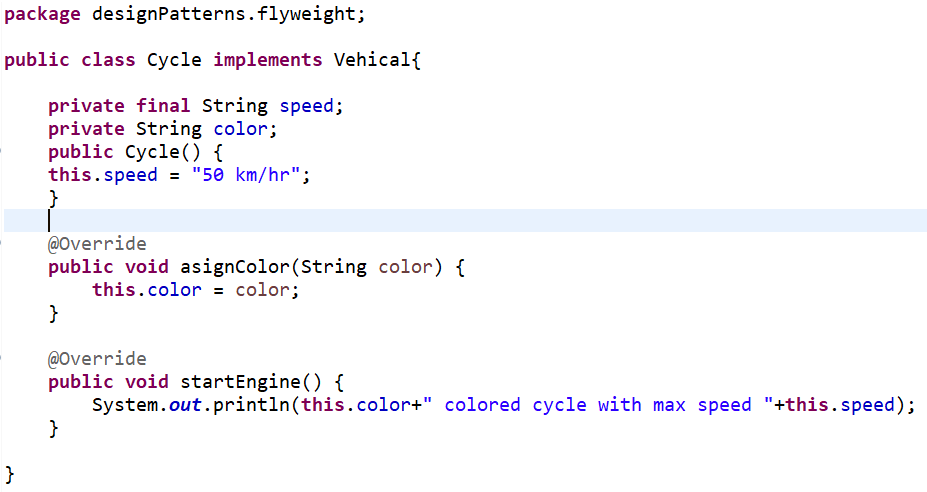 package designPatterns.flyweight;
public class Cycle implements Vehical{
private final String speed;
private String color;
public Cycle() {
this.speed = "50 km/hr";
}
@Override
public void asignColor(String color) {
this.color = color;
}
@Override
public void startEngine() {
System.out.println(this.color+" colored cycle with max speed "+this.speed);
}
}